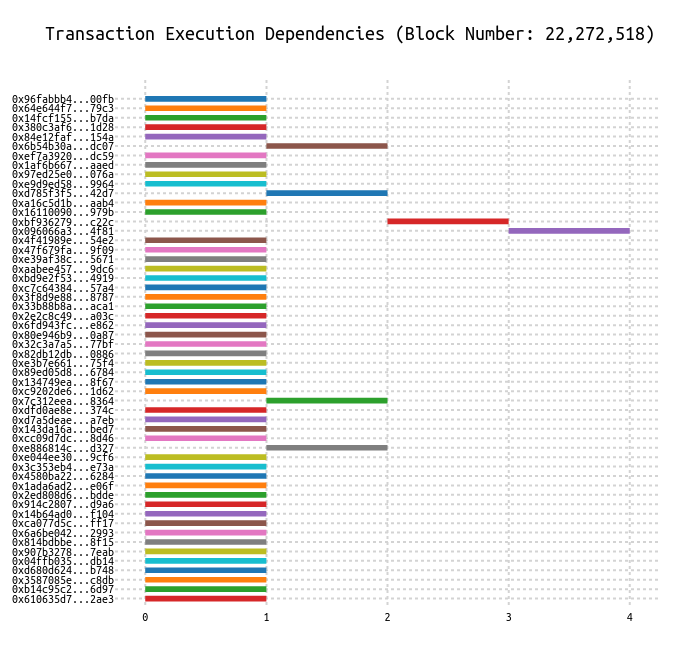 Transaction Execution Dependencies (Block Number: 22,272,518)
0x96fabbb4...00fb
0x64e644f7...79c3
0x14fcf155...b7da
0x380c3af6...1d28
0x84e12faf...154a
0x6b54b30a...dc07
0xef7a3920...dc59
0x1af6b667...aaed
0x97ed25e0...076a
0xe9d9ed58...9964
0xd785f3f5...42d7
0xa16c5d1b...aab4
0x16110090...979b
0xbf936279...c22c
0x096066a3...4f81
0x4f41989e...54e2
0x47f679fa...9f09
0xe39af38c...5671
0xaabee457...9dc6
0xbd9e2f53...4919
0xc7c64384...57a4
0x3f8d9e88...8787
0x33b88b8a...aca1
0x2e2c8c49...a03c
0x6fd943fc...e862
0x80e946b9...0a87
0x32c3a7a5...77bf
0x82db12db...0886
0xe3b7e661...75f4
0x89ed05d8...6784
0x134749ea...8f67
0xc9202de6...1d62
0x7c312eea...8364
0xdfd0ae8e...374c
0xd7a5deae...a7eb
0x143da16a...bed7
0xcc09d7dc...8d46
0xe886814c...d327
0xe044ee30...9cf6
0x3c353eb4...e73a
0x4580ba22...6284
0x1ada6ad2...e06f
0x2ed808d6...bdde
0x914c2807...d9a6
0x14b64ad0...f104
0xca077d5c...ff17
0x6a6be042...2993
0x814bdbbe...8f15
0x907b3278...7eab
0x04ffb035...db14
0xd680d624...b748
0x3587085e...c8db
0xb14c95c2...6d97
0x610635d7...2ae3
0 1 2 3 4